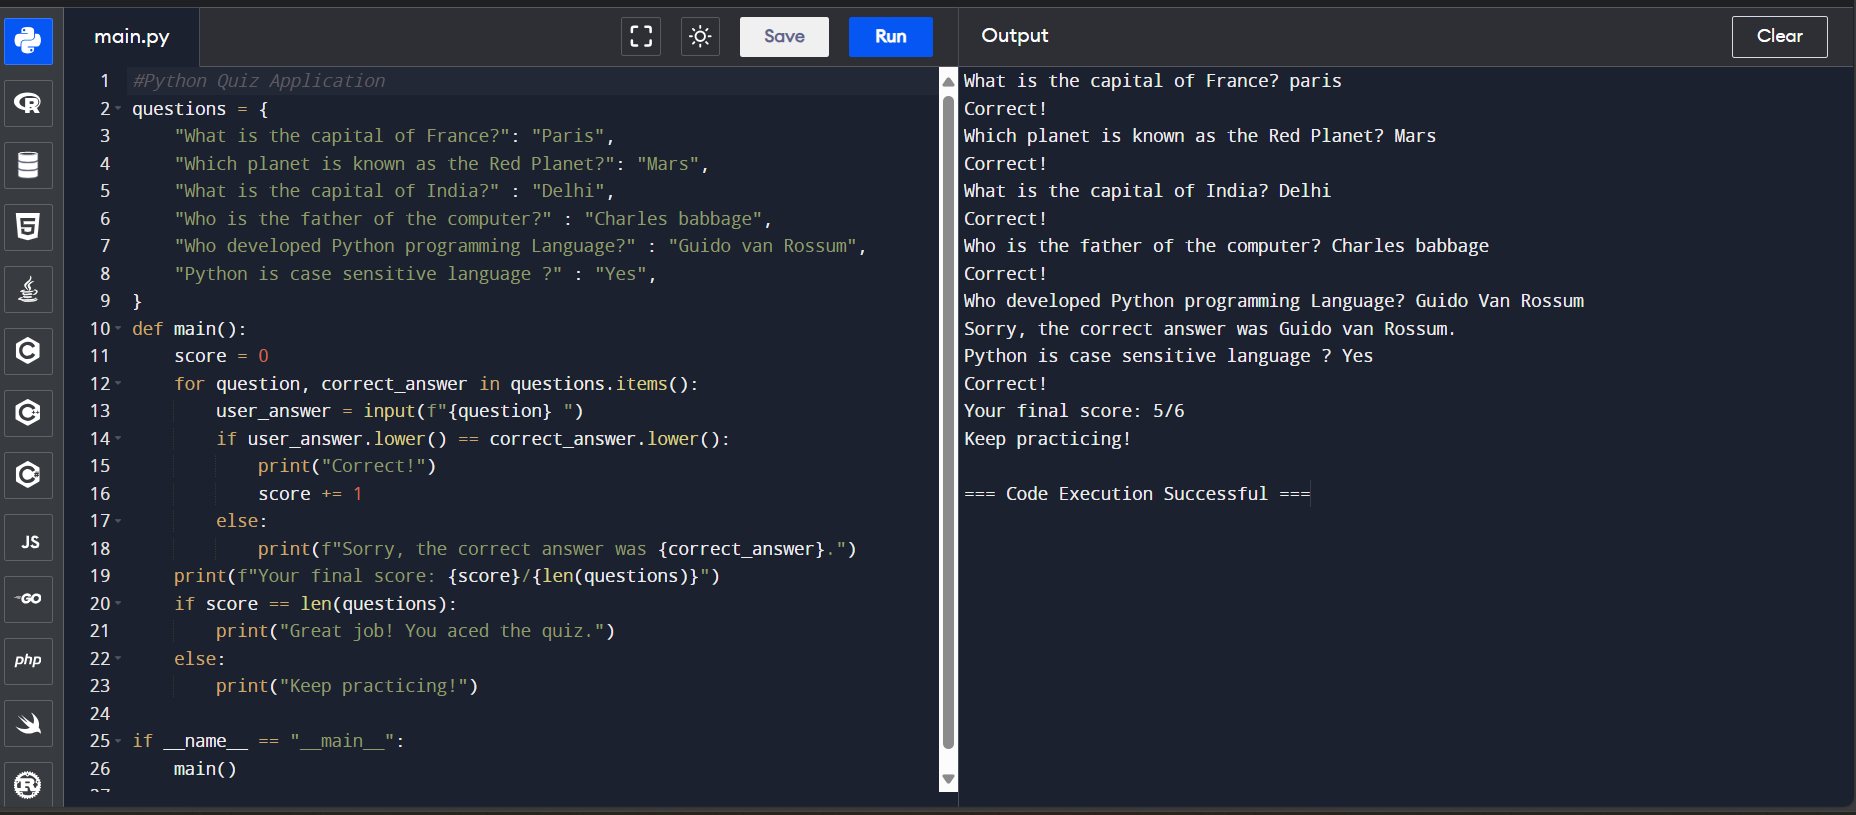 main.py
Save
Run
Output
Clear
1 #Python Quiz Application
2 questions = {
3     "What is the capital of France?": "Paris",
4     "Which planet is known as the Red Planet?": "Mars",
5     "What is the capital of India?" : "Delhi",
6     "Who is the father of the computer?" : "Charles babbage",
7     "Who developed Python programming Language?" : "Guido van Rossum",
8     "Python is case sensitive language ?" : "Yes",
9 }
10 def main():
11     score = 0
12     for question, correct_answer in questions.items():
13         user_answer = input(f"{question} ")
14         if user_answer.lower() == correct_answer.lower():
15             print("Correct!")
16             score += 1
17         else:
18             print(f"Sorry, the correct answer was {correct_answer}.")
19     print(f"Your final score: {score}/{len(questions)}")
20     if score == len(questions):
21         print("Great job! You aced the quiz.")
22     else:
23         print("Keep practicing!")
24
25 if __name__ == "__main__":
26     main()
What is the capital of France? paris
Correct!
Which planet is known as the Red Planet? Mars
Correct!
What is the capital of India? Delhi
Correct!
Who is the father of the computer? Charles babbage
Correct!
Who developed Python programming Language? Guido Van Rossum
Sorry, the correct answer was Guido van Rossum.
Python is case sensitive language ? Yes
Correct!
Your final score: 5/6
Keep practicing!
=== Code Execution Successful ===
R
5
C
C++
C#
JS
GO
php
R